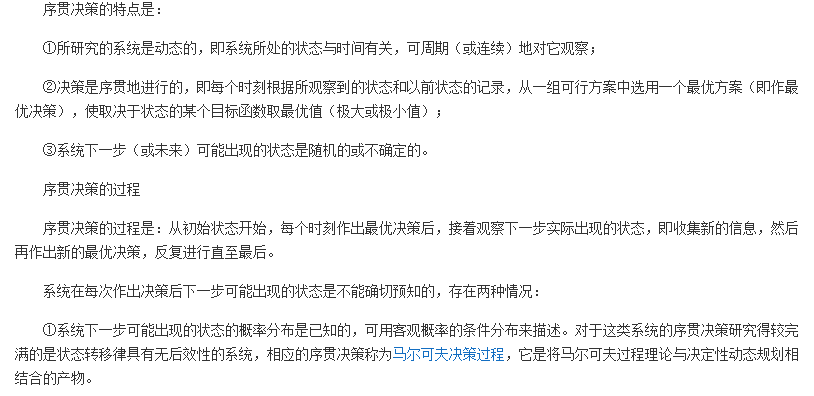 序贯决策的特点是：
①所研究的系统是动态的，即系统所处的状态与时间有关，可周期（或连续）地对它观察；
②决策是序贯地进行的，即每个时刻根据所观察到的状态和以前状态的记录，从一组可行方案中选用一个最优方案（即作最
优决策），使取决于状态的某个目标函数取最优值（极大或极小值）；
③系统下一步（或未来）可能出现的状态是随机的或不确定的。
序贯决策的过程
序贯决策的过程是：从初始状态开始，每个时刻作出最优决策后，接着观察下一步实际出现的状态，即收集新的信息，然后
再作出新的最优决策，反复进行直至最后。
系统在每次作出决策后下一步可能出现的状态是不能确切预知的，存在两种情况：
①系统下一步可能出现的状态的概率分布是已知的，可用客观概率的条件分布来描述。对于这类系统的序贯决策研究得较完
满的是状态转移律具有无后效性的系统，相应的序贯决策称为马尔可夫决策过程，它是将马尔可夫过程理论与决定性动态规划相
结合的产物。